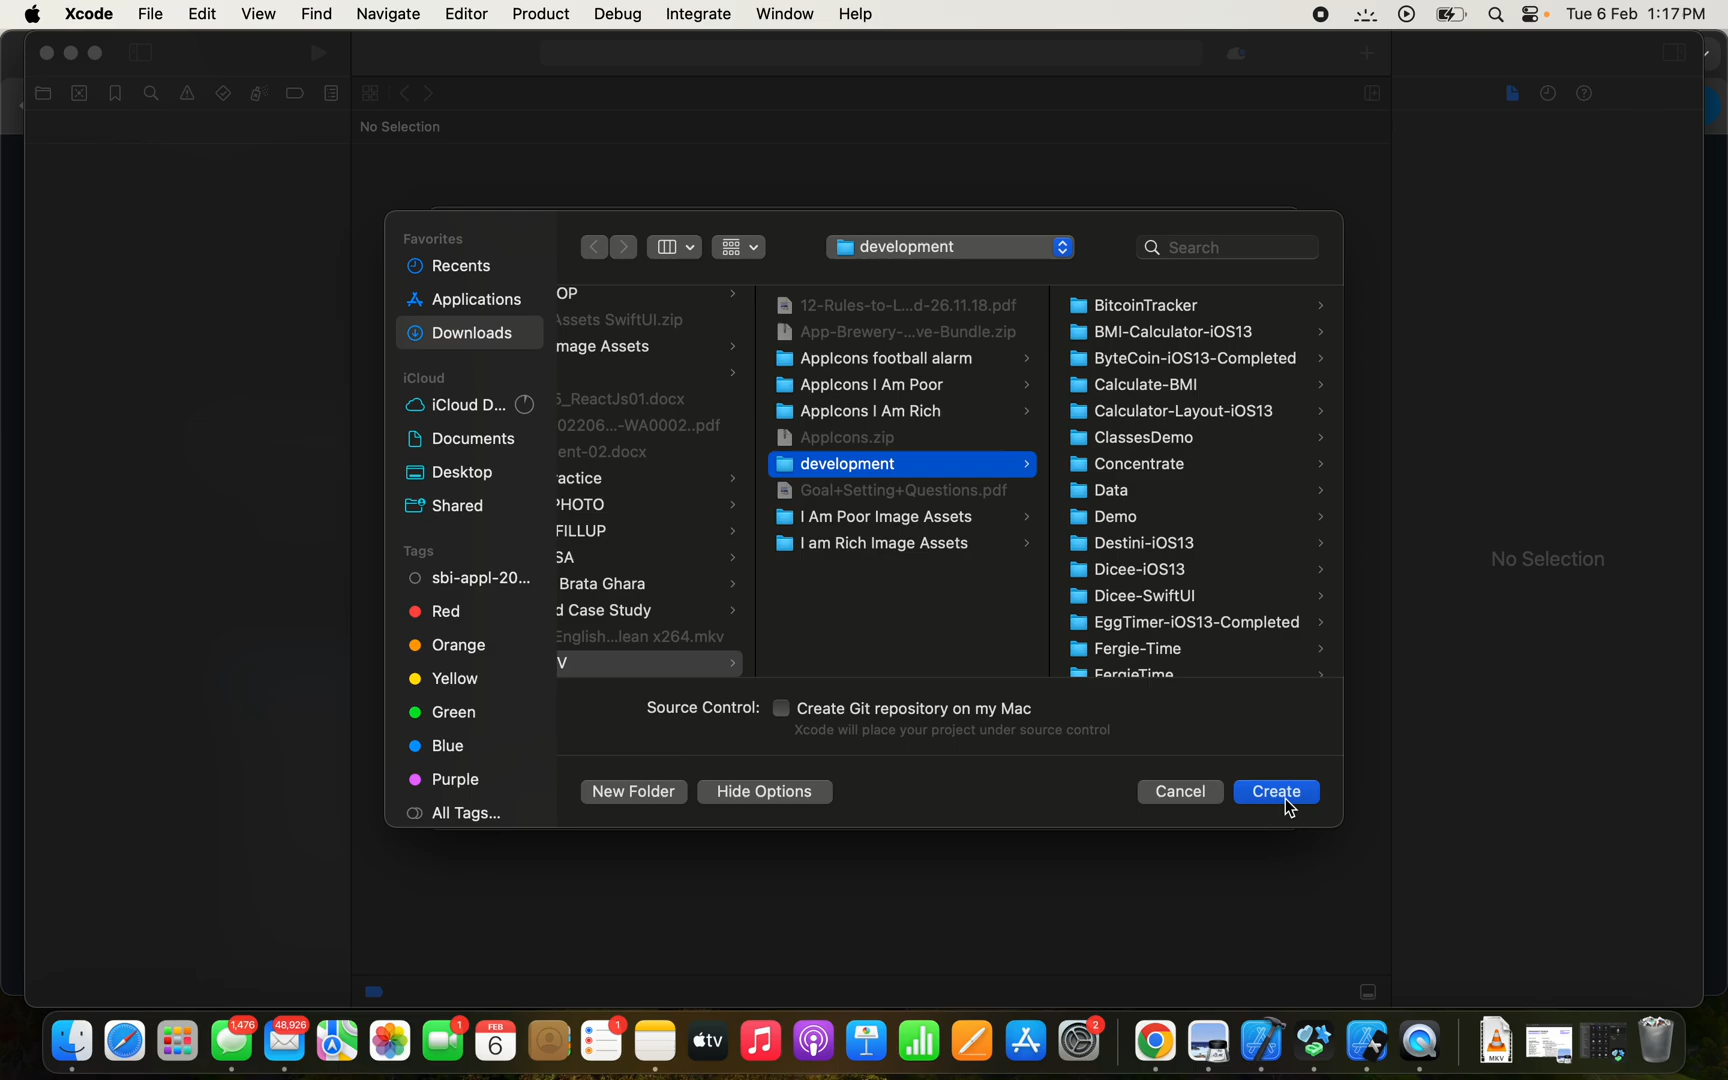 Xcode File Edit View Find Navigate Editor Product Debug Integrate Window Help Tue 6 Feb 1:17 PM
No Selection
Favorites
Recents
Applications
Downloads
iCloud
iCloud D...
Documents
Desktop
Shared
Tags
sbi-appl-20...
Red
Orange
Yellow
Green
Blue
Purple
All Tags...
development
Search
OP
Assets SwiftUI.zip
mage Assets
5_ReactJs01.docx
02206...-WA0002..pdf
ent-02.docx
actice
PHOTO
FILLUP
SA
Brata Ghara
d Case Study
English...lean x264.mkv
V
12-Rules-to-L...d-26.11.18.pdf
App-Brewery-...ve-Bundle.zip
AppIcons football alarm
AppIcons I Am Poor
AppIcons I Am Rich
AppIcons.zip
development
Goal+Setting+Questions.pdf
I Am Poor Image Assets
I am Rich Image Assets
BitcoinTracker
BMI-Calculator-iOS13
ByteCoin-iOS13-Completed
Calculate-BMI
Calculator-Layout-iOS13
ClassesDemo
Concentrate
Data
Demo
Destini-iOS13
Dicee-iOS13
Dicee-SwiftUI
EggTimer-iOS13-Completed
Fergie-Time
FergieTime
Source Control: Create Git repository on my Mac
Xcode will place your project under source control
New Folder Hide Options Cancel Create
No Selection
1,476 48,926 1 FEB 6 1 tv 2
MKV